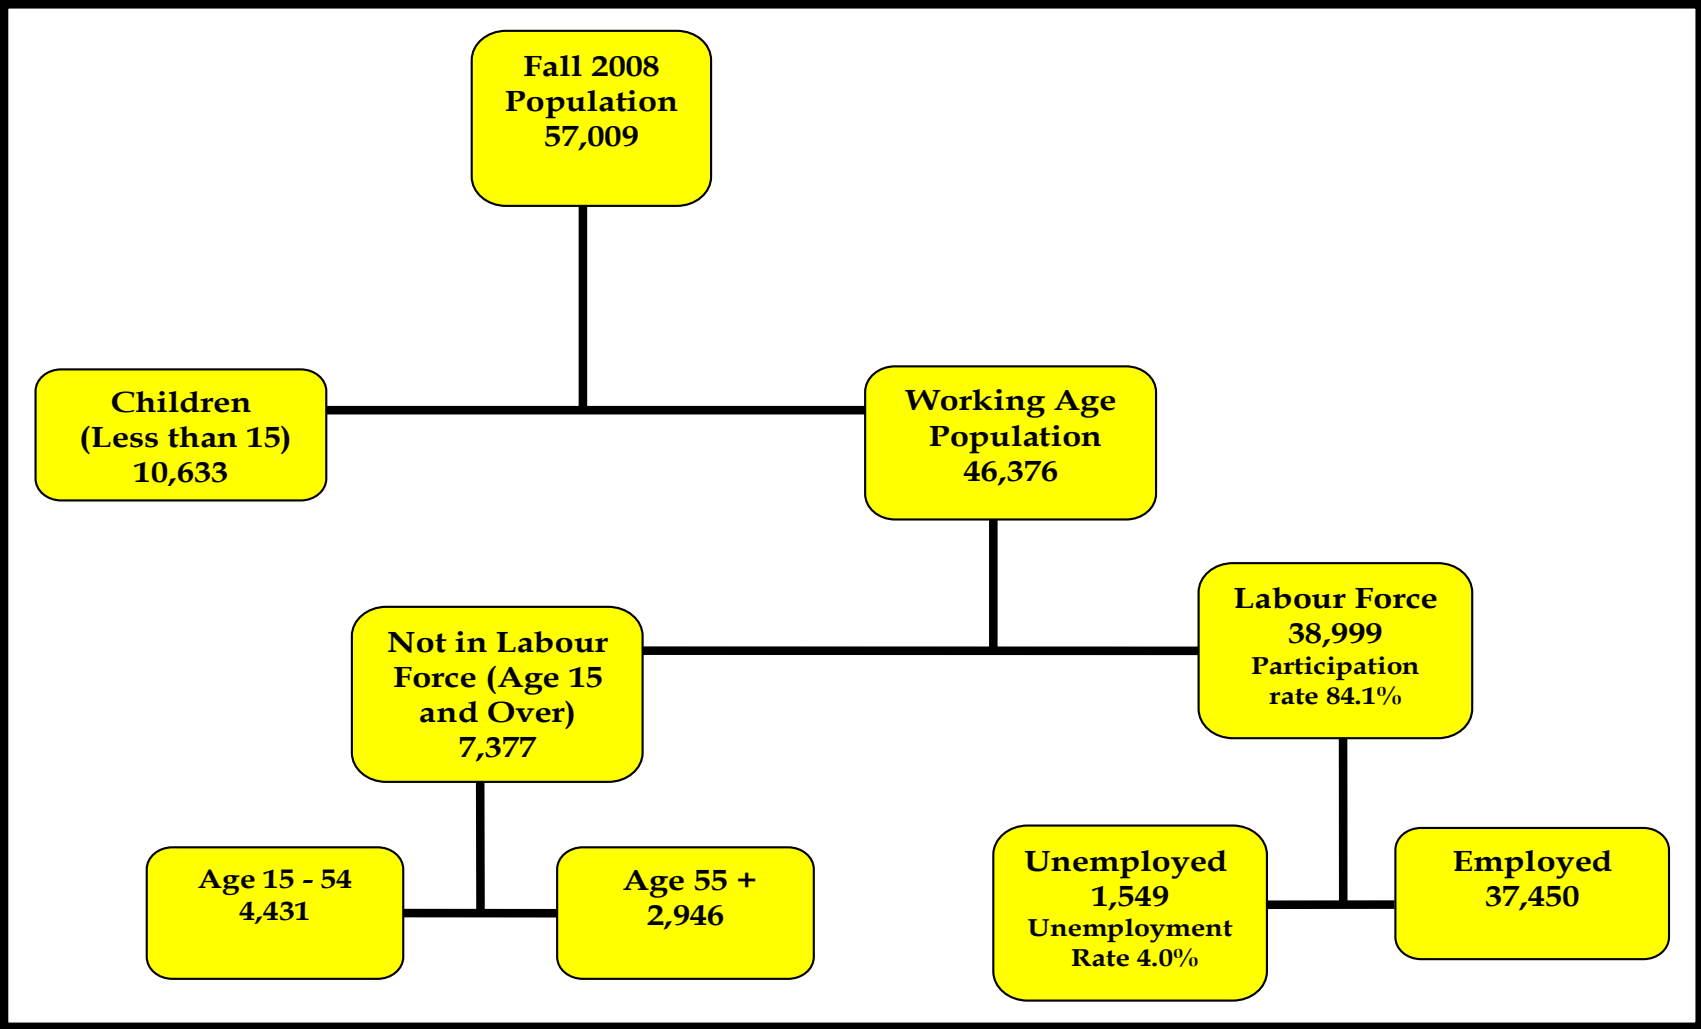 Fall 2008
Population
57,009
Children
(Less than 15)
10,633
Working Age
Population
46,376
Not in Labour
Force (Age 15
and Over)
7,377
Labour Force
38,999
Participation
rate 84.1%
Age 15 - 54
4,431
Age 55 +
2,946
Unemployed
1,549
Unemployment
Rate 4.0%
Employed
37,450